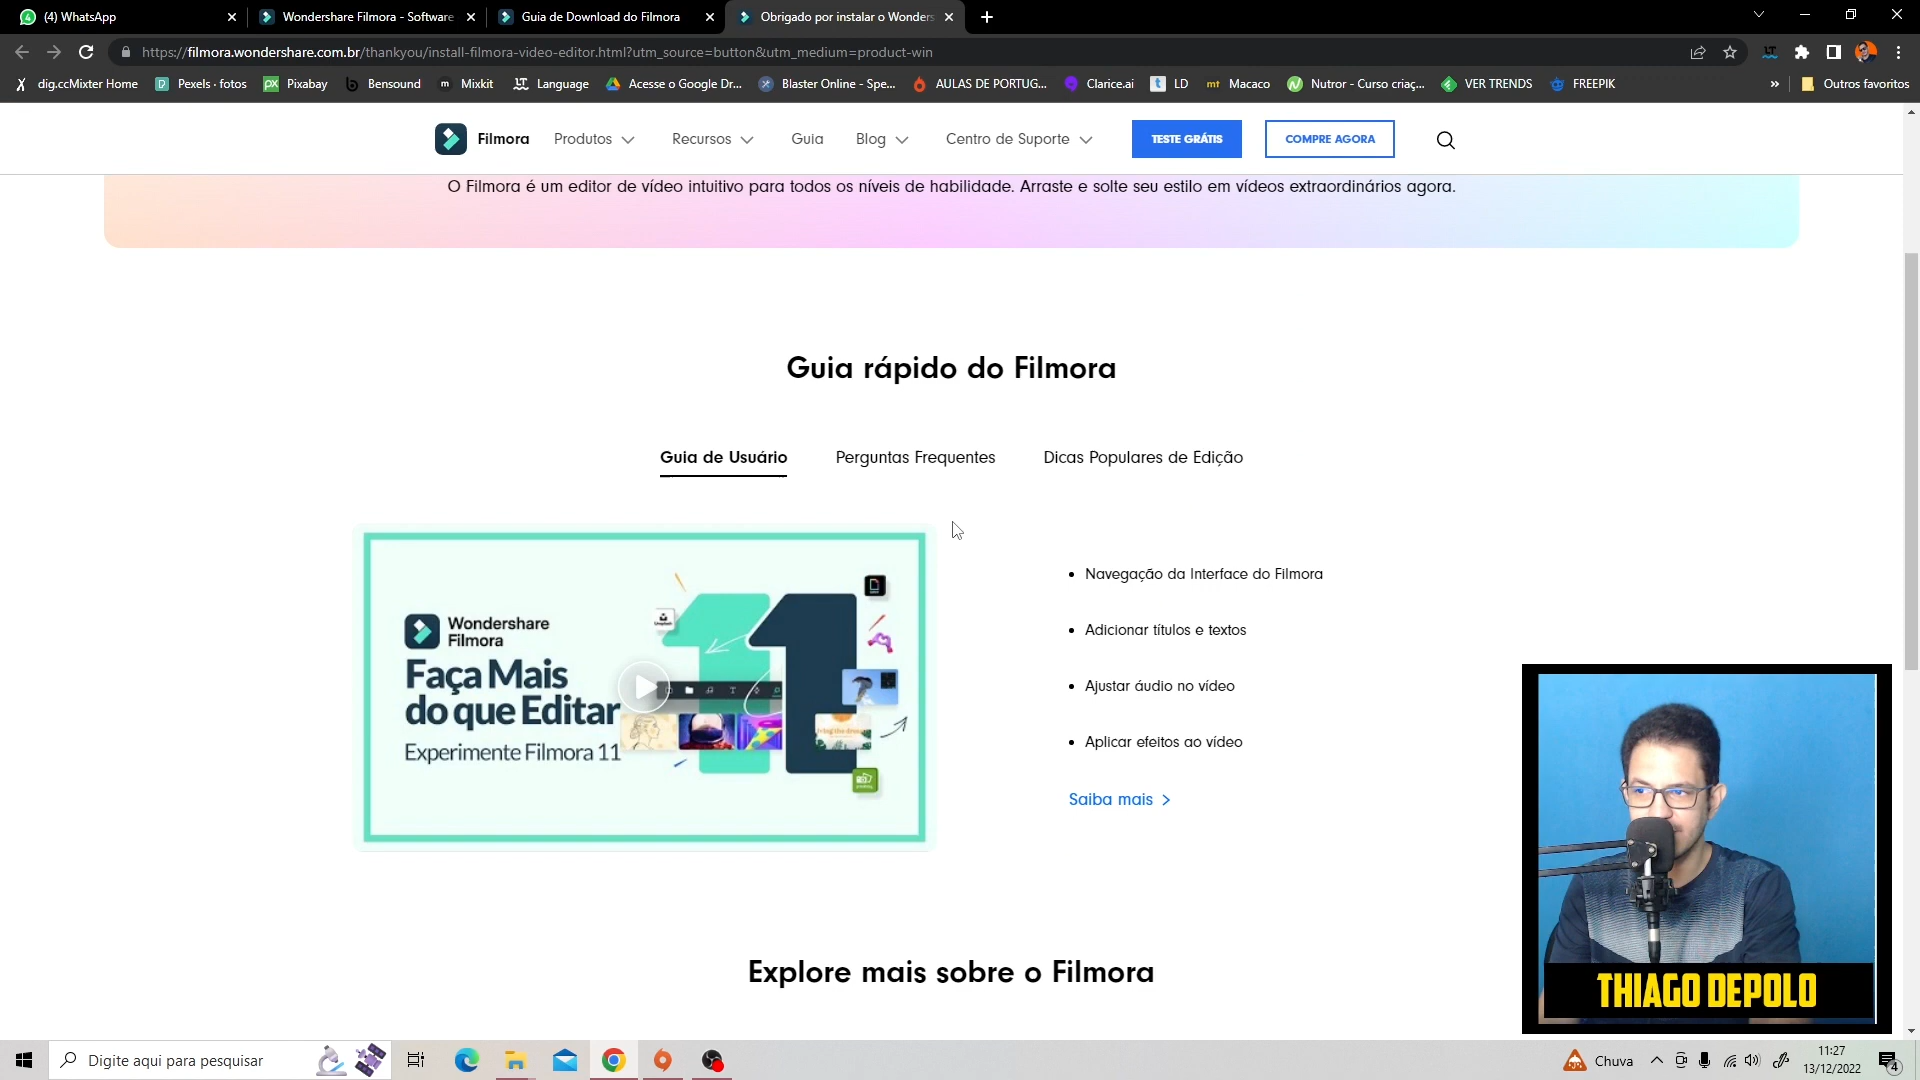 (4) WhatsApp
Wondershare Filmora - Software
Guia de Download do Filmora
Obrigado por instalar o Wonders
https://filmora.wondershare.com.br/thankyou/install-filmora-video-editor.html?utm_source=button&utm_medium=product-win
dig.ccMixter Home
Pexels · fotos
Pixabay
Bensound
Mixkit
Language
Acesse o Google Dr...
Blaster Online - Spe...
AULAS DE PORTUG...
Clarice.ai
LD
Macaco
Nutror - Curso criaç...
VER TRENDS
FREEPIK
Outros favoritos
Filmora
Produtos
Recursos
Guia
Blog
Centro de Suporte
TESTE GRÁTIS
COMPRE AGORA
O Filmora é um editor de vídeo intuitivo para todos os níveis de habilidade. Arraste e solte seu estilo em vídeos extraordinários agora.
Guia rápido do Filmora
Guia de Usuário
Perguntas Frequentes
Dicas Populares de Edição
Wondershare
Filmora
Faça Mais
do que Editar
Experimente Filmora 11
11
Navegação da Interface do Filmora
Adicionar títulos e textos
Ajustar áudio no vídeo
Aplicar efeitos ao vídeo
Saiba mais >
Explore mais sobre o Filmora
THIAGO DEPOLO
Digite aqui para pesquisar
Chuva
11:27
13/12/2022
4